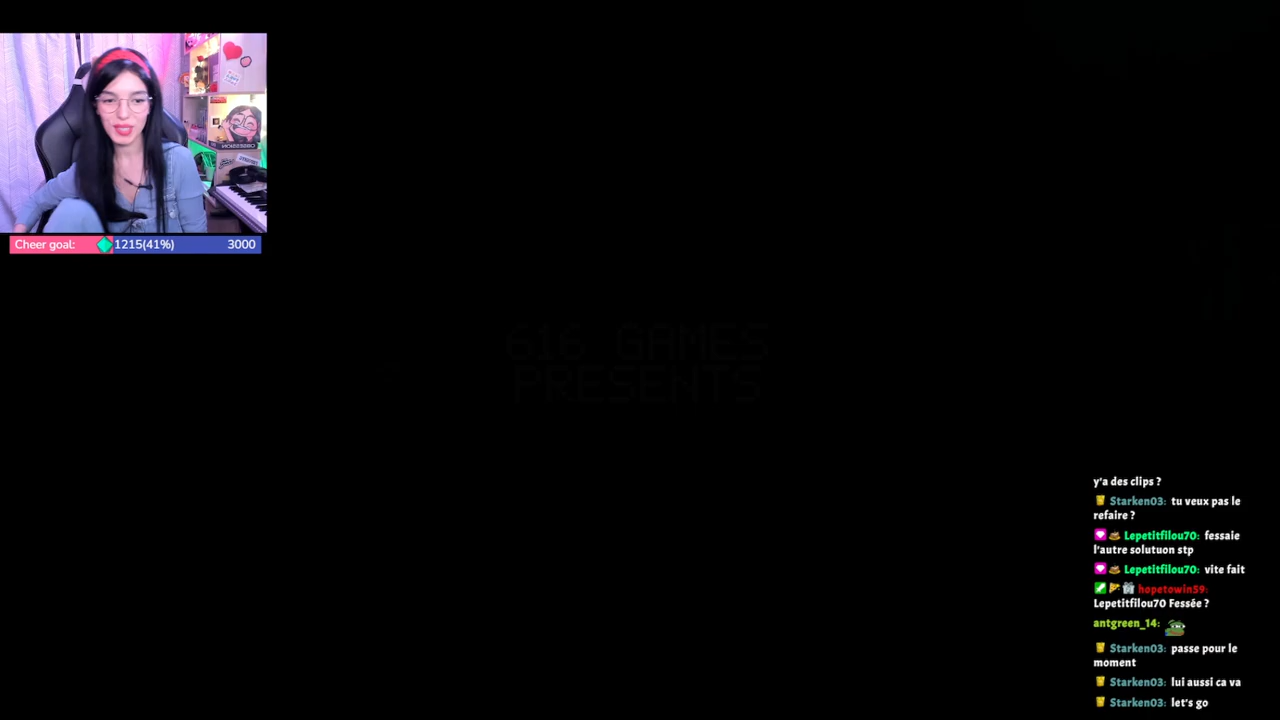 Cheer goal: 1215(41%) 3000
616 GAMES
PRESENTS
y'a des clips ?
Starken03: tu veux pas le
refaire ?
Lepetitfilou70: fessaie
l'autre solutuon stp
Lepetitfilou70: vite fait
hopetowin59:
Lepetitfilou70 Fessée ?
antgreen_14:
Starken03: passe pour le
moment
Starken03: lui aussi ca va
Starken03: let's go